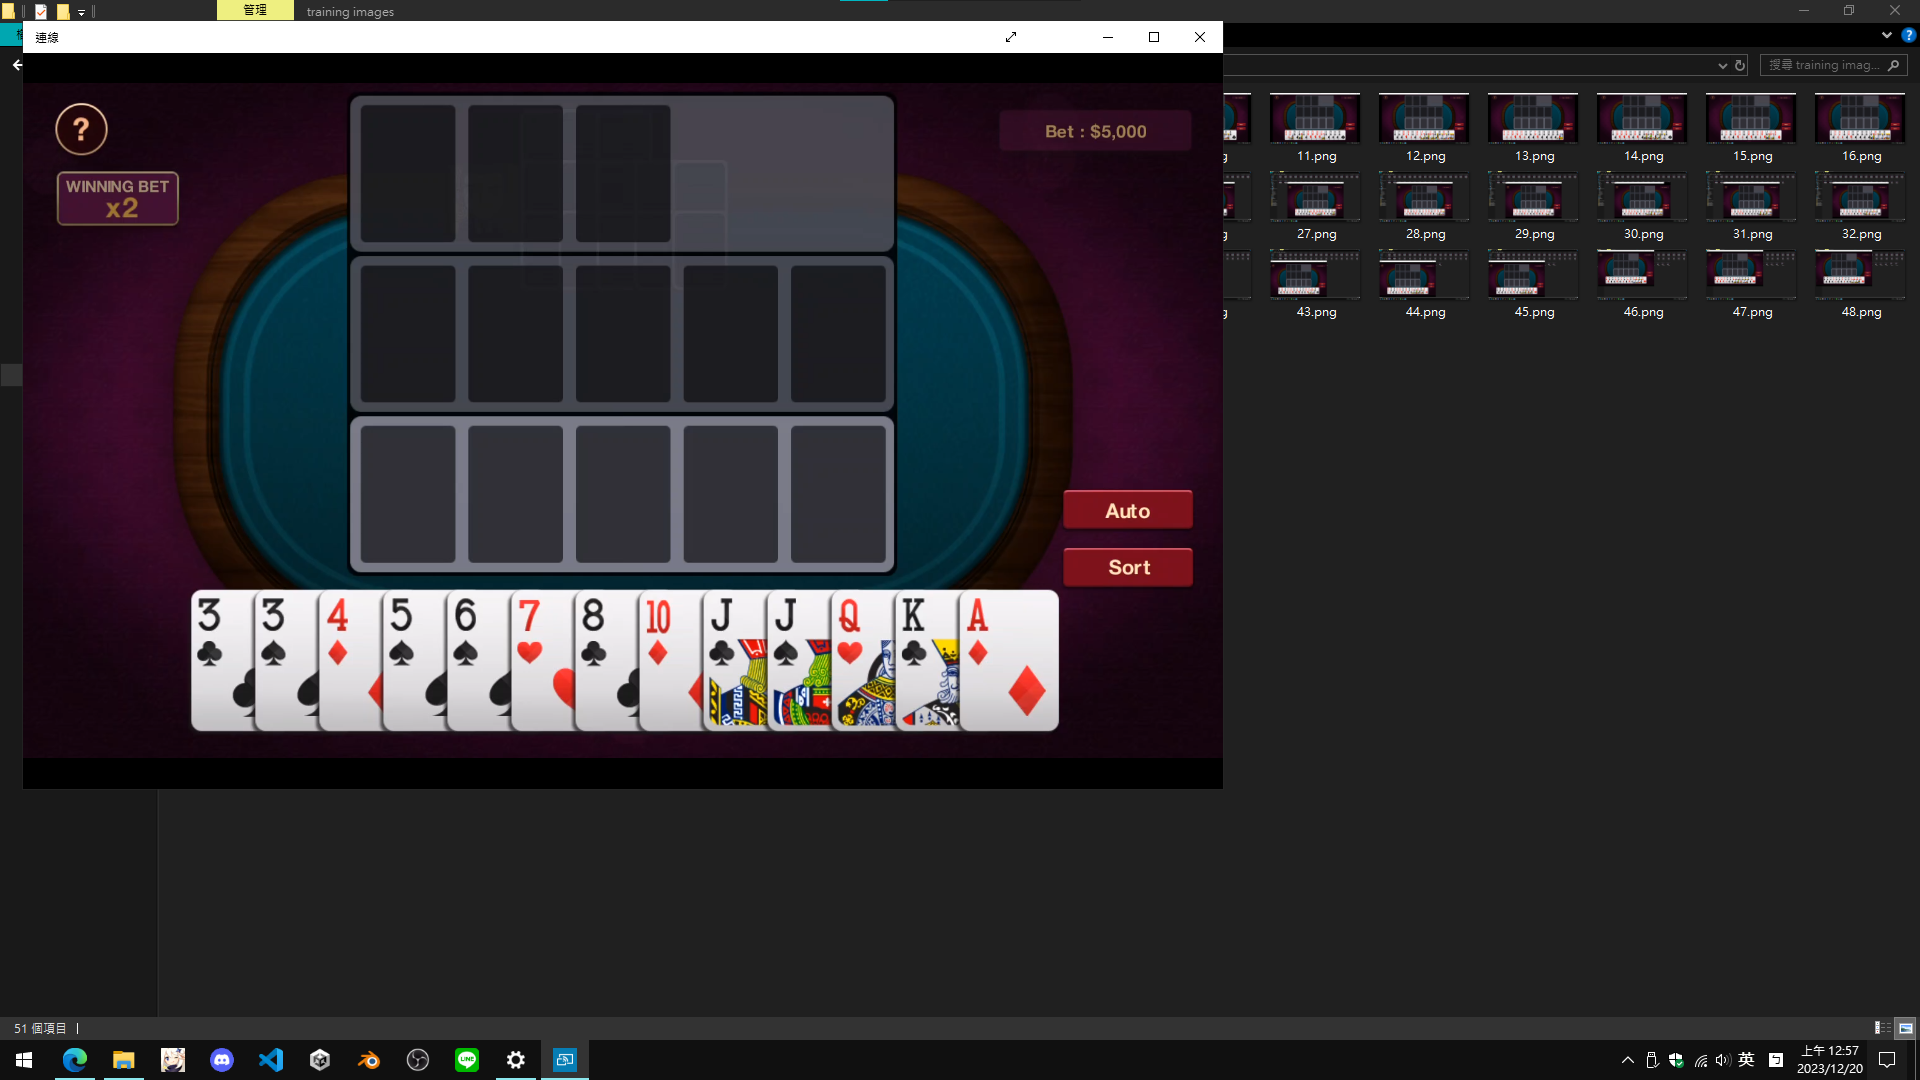 管理
training images
連線
搜尋 training imag...
?
WINNING BET
x2
Bet : $5,000
Auto
Sort
3
3
4
5
6
7
8
10
J
J
Q
K
A
11.png
12.png
13.png
14.png
15.png
16.png
27.png
28.png
29.png
30.png
31.png
32.png
43.png
44.png
45.png
46.png
47.png
48.png
51 個項目
LINE
英
上午 12:57
2023/12/20